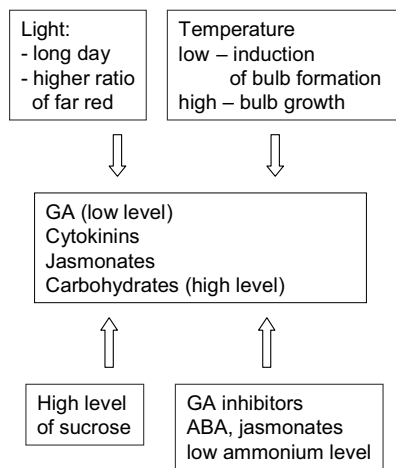 Light:
- long day
- higher ratio
of far red
Temperature
low – induction
of bulb formation
high – bulb growth
GA (low level)
Cytokinins
Jasmonates
Carbohydrates (high level)
High level
of sucrose
GA inhibitors
ABA, jasmonates
low ammonium level